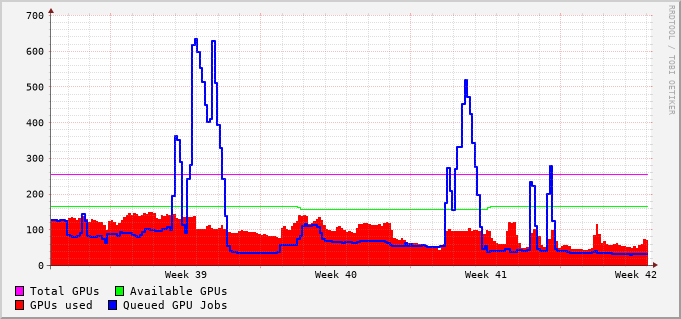 700
600
500
400
300
200
100
0
Week 39 Week 40 Week 41 Week 42
Total GPUs Available GPUs
GPUs used Queued GPU Jobs
RRDTOOL / TOBI OETIKER